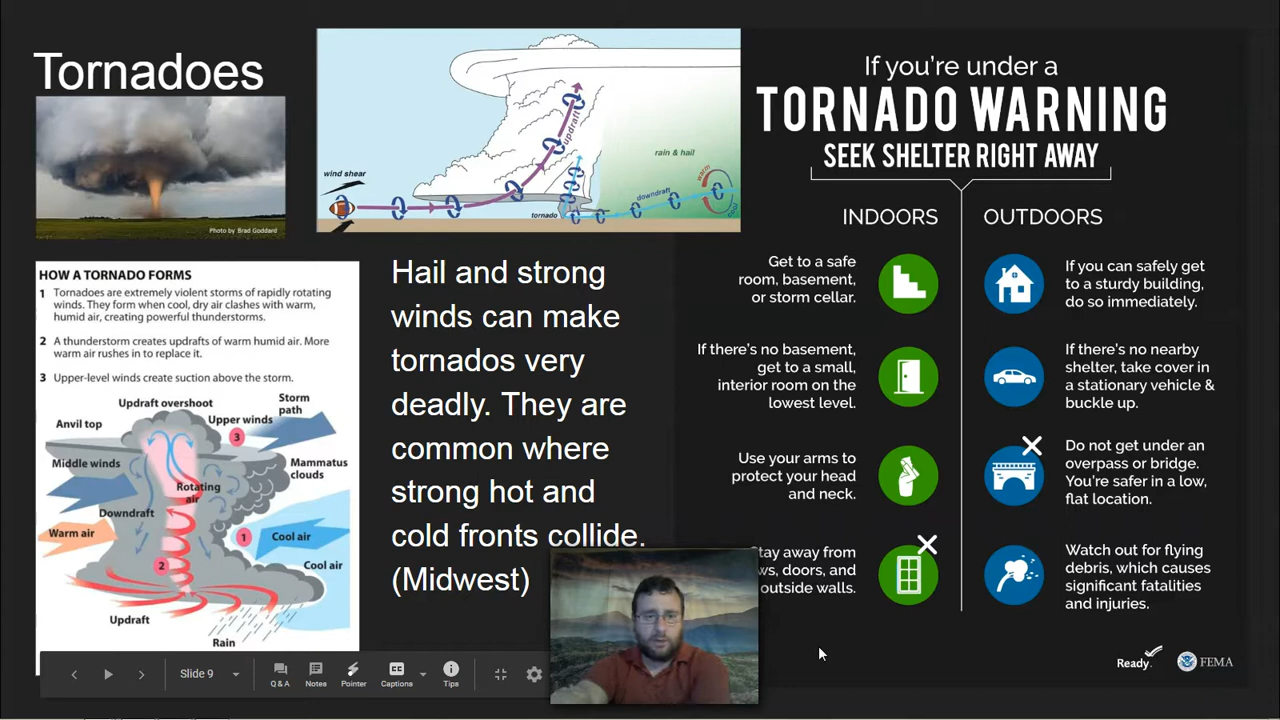 Tornadoes
Photo by Brad Goddard
wind shear
updraft
rain & hail
tornado
downdraft
warm
cool
HOW A TORNADO FORMS
1 Tornadoes are extremely violent storms of rapidly rotating
winds. They form when cool, dry air clashes with warm,
humid air, creating powerful thunderstorms.
2 A thunderstorm creates updrafts of warm humid air. More
warm air rushes in to replace it.
3 Upper-level winds create suction above the storm.
Updraft overshoot
Storm
path
Anvil top
Upper winds
3
Middle winds
Mammatus
clouds
Rotating
air
Downdraft
Warm air
1
Cool air
2
Cool air
Updraft
Rain
Hail and strong
winds can make
tornados very
deadly. They are
common where
strong hot and
cold fronts collide.
(Midwest)
If you're under a
TORNADO WARNING
SEEK SHELTER RIGHT AWAY
INDOORS
Get to a safe
room, basement,
or storm cellar.
If there's no basement,
get to a small,
interior room on the
lowest level.
Use your arms to
protect your head
and neck.
away from
doors, and
outside walls.
OUTDOORS
If you can safely get
to a sturdy building,
do so immediately.
If there's no nearby
shelter, take cover in
a stationary vehicle &
buckle up.
Do not get under an
overpass or bridge.
You're safer in a low,
flat location.
Watch out for flying
debris, which causes
significant fatalities
and injuries.
Ready.
FEMA
Slide 9
Q & A
Notes
Pointer
CC
Captions
Tips